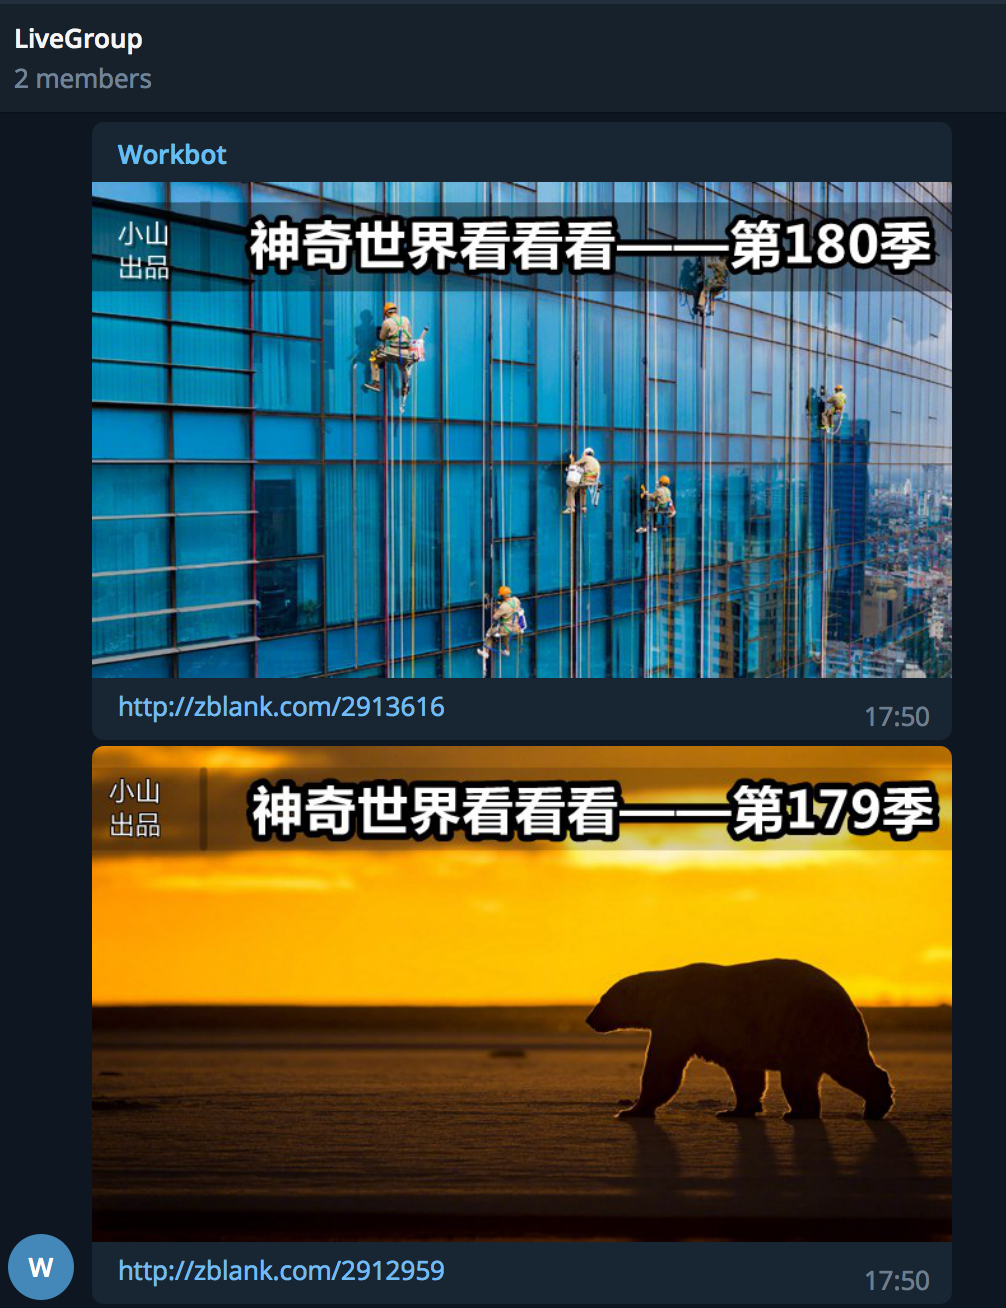 LiveGroup
2 members
Workbot
小山
出品
神奇世界看看看——第180季
http://zblank.com/2913616
17:50
小山
出品
神奇世界看看看——第179季
W
http://zblank.com/2912959
17:50